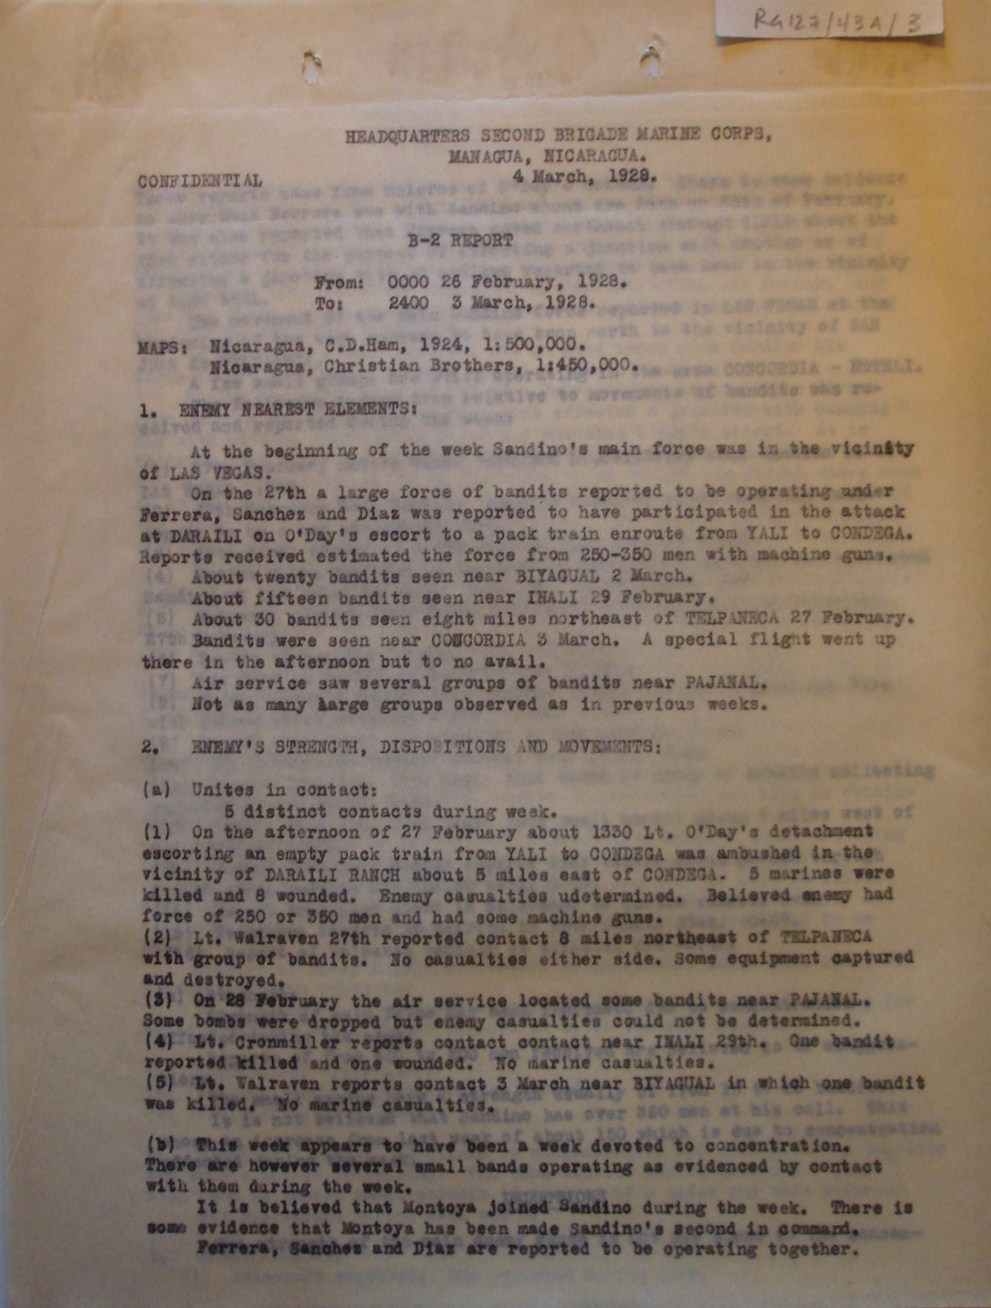 RG127/43A/3
HEADQUARTERS SECOND BRIGADE MARINE CORPS,
MANAGUA, NICARAGUA.
CONFIDENTIAL 4 March, 1928.
B-2 REPORT
From: 0000 26 February, 1928.
To: 2400 3 March, 1928.
MAPS: Nicaragua, C.D.Ham, 1924, 1:500,000.
Nicaragua, Christian Brothers, 1:450,000.
1. ENEMY NEAREST ELEMENTS:
At the beginning of the week Sandino's main force was in the vicinity
of LAS VEGAS.
On the 27th a large force of bandits reported to be operating under
Ferrera, Sanchez and Diaz was reported to have participated in the attack
at DARAILI on O'Day's escort to a pack train enroute from YALI to CONDEGA.
Reports received estimated the force from 250-350 men with machine guns.
About twenty bandits seen near BIYAGUAL 2 March.
About fifteen bandits seen near INALI 29 February.
About 30 bandits seen eight miles northeast of TELPANECA 27 February.
Bandits were seen near CONCORDIA 3 March. A special flight went up
there in the afternoon but to no avail.
Air service saw several groups of bandits near PAJANAL.
Not as many large groups observed as in previous weeks.
2. ENEMY'S STRENGTH, DISPOSITIONS AND MOVEMENTS:
(a) Unites in contact:
5 distinct contacts during week.
(1) On the afternoon of 27 February about 1330 Lt. O'Day's detachment
escorting an empty pack train from YALI to CONDEGA was ambushed in the
vicinity of DARAILI RANCH about 5 miles east of CONDEGA. 5 marines were
killed and 8 wounded. Enemy casualties udetermined. Believed enemy had
force of 250 or 350 men and had some machine guns.
(2) Lt. Walraven 27th reported contact 8 miles northeast of TELPANECA
with group of bandits. No casualties either side. Some equipment captured
and destroyed.
(3) On 28 February the air service located some bandits near PAJANAL.
Some bombs were dropped but enemy casualties could not be determined.
(4) Lt. Cronmiller reports contact contact near INALI 29th. One bandit
reported killed and one wounded. No marine casualties.
(5) Lt. Walraven reports contact 3 March near BIYAGUAL in which one bandit
was killed. No marine casualties.
(b) This week appears to have been a week devoted to concentration.
There are however several small bands operating as evidenced by contact
with them during the week.
It is believed that Montoya joined Sandino during the week. There is
some evidence that Montoya has been made Sandino's second in command.
Ferrera, Sanches and Diaz are reported to be operating together.